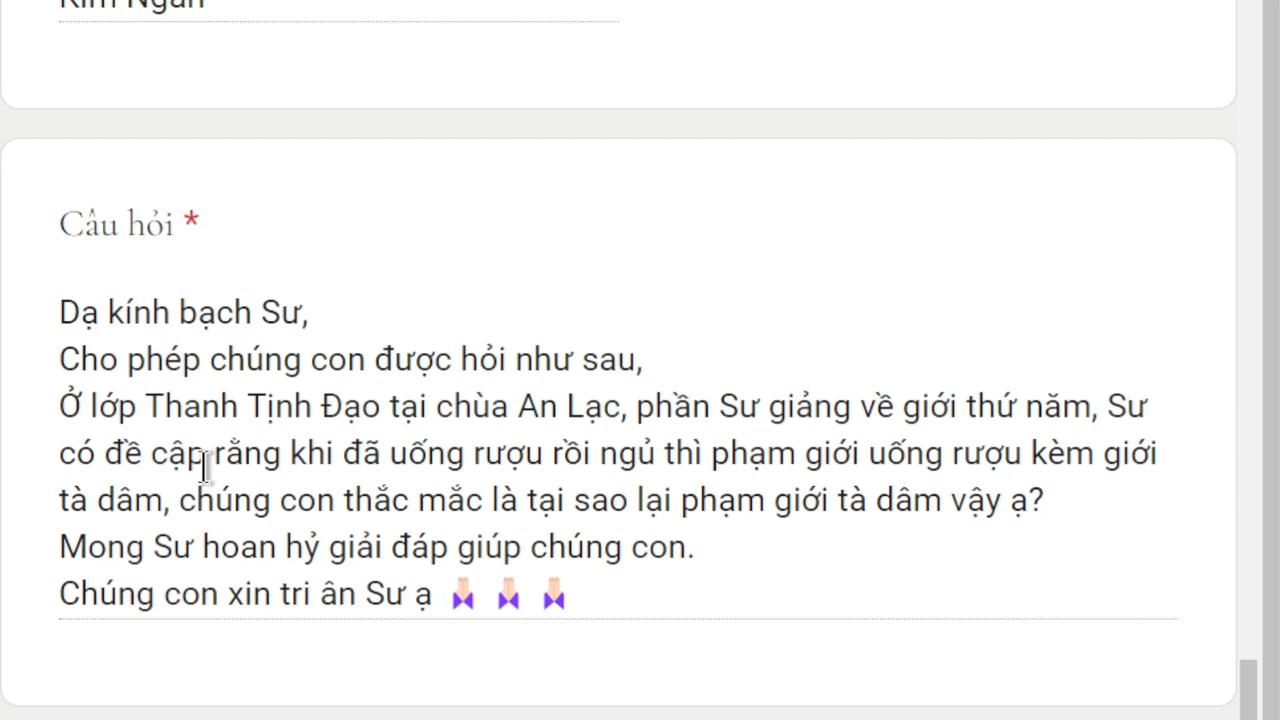 Kim Ngân
Câu hỏi *
Dạ kính bạch Sư,
Cho phép chúng con được hỏi như sau,
Ở lớp Thanh Tịnh Đạo tại chùa An Lạc, phần Sư giảng về giới thứ năm, Sư
có đề cập rằng khi đã uống rượu rồi ngủ thì phạm giới uống rượu kèm giới
tà dâm, chúng con thắc mắc là tại sao lại phạm giới tà dâm vậy ạ?
Mong Sư hoan hỷ giải đáp giúp chúng con.
Chúng con xin tri ân Sư ạ 🙏🏻 🙏🏻 🙏🏻